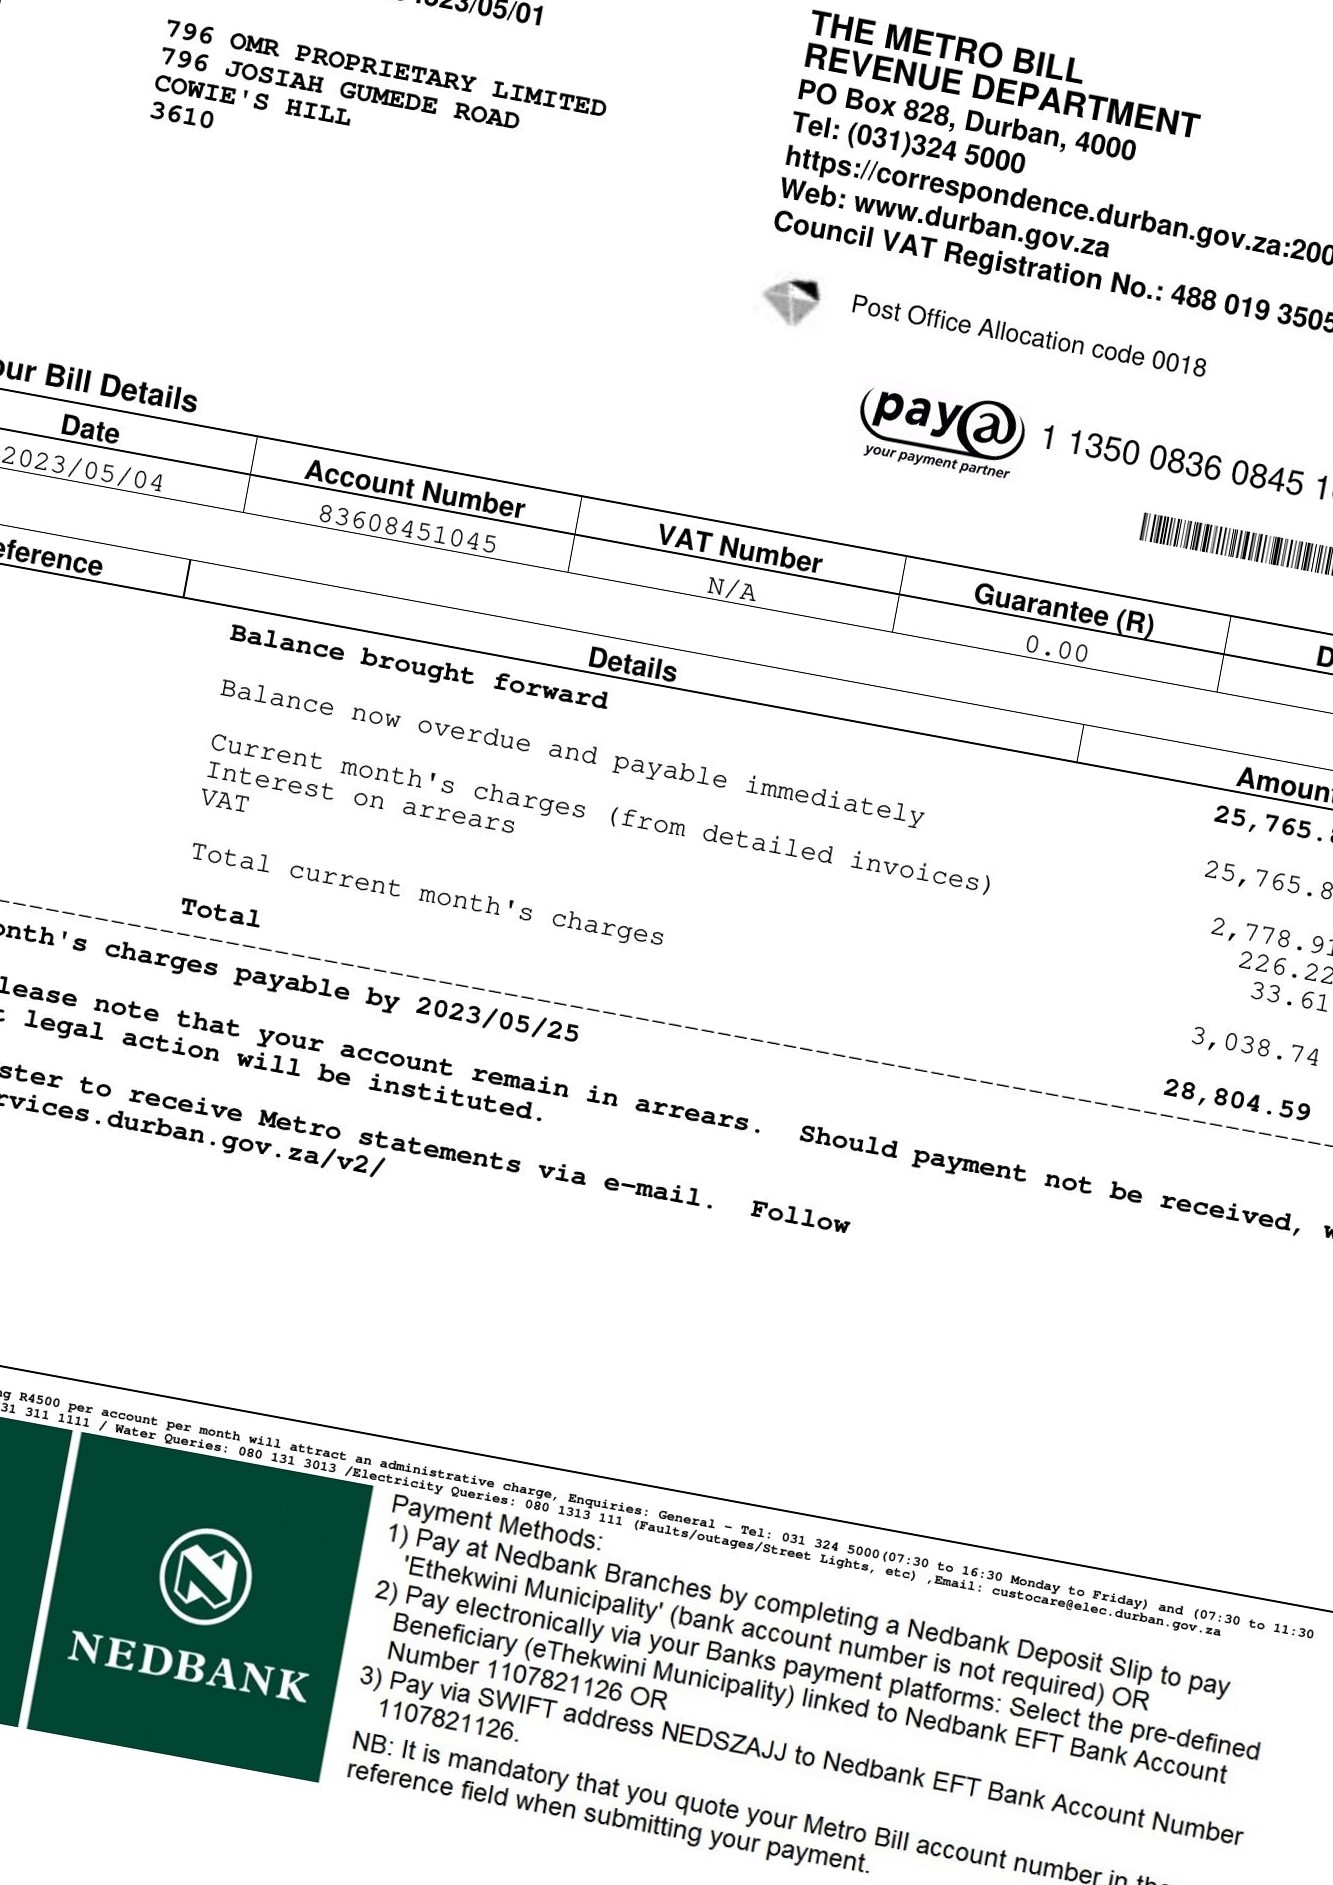 23/05/01
796 OMR PROPRIETARY LIMITED
796 JOSIAH GUMEDE ROAD
COWIE'S HILL
3610
THE METRO BILL
REVENUE DEPARTMENT
PO Box 828, Durban, 4000
Tel: (031)324 5000
https://correspondence.durban.gov.za:200
Web: www.durban.gov.za
Council VAT Registration No.: 488 019 3505
Post Office Allocation code 0018
pay@
your payment partner
1 1350 0836 0845 1
our Bill Details
Date Account Number VAT Number Guarantee (R) D
2023/05/04 83608451045 N/A 0.00
eference Details Amoun
Balance brought forward 25,765.
Balance now overdue and payable immediately 25,765.8
Current month's charges (from detailed invoices) 2,778.91
Interest on arrears 226.22
VAT 33.61
Total current month's charges 3,038.74
Total 28,804.59
onth's charges payable by 2023/05/25
lease note that your account remain in arrears. Should payment not be received, w
t legal action will be instituted.
ster to receive Metro statements via e-mail. Follow
rvices.durban.gov.za/v2/
ng R4500 per account per month will attract an administrative charge, Enquiries: General - Tel: 031 324 5000(07:30 to 16:30 Monday to Friday) and (07:30 to 11:30
31 311 1111 / Water Queries: 080 131 3013 /Electricity Queries: 080 1313 111 (Faults/outages/Street Lights, etc) ,Email: custocare@elec.durban.gov.za
NEDBANK
Payment Methods:
1) Pay at Nedbank Branches by completing a Nedbank Deposit Slip to pay
'Ethekwini Municipality' (bank account number is not required) OR
2) Pay electronically via your Banks payment platforms: Select the pre-defined
Beneficiary (eThekwini Municipality) linked to Nedbank EFT Bank Account
Number 1107821126 OR
3) Pay via SWIFT address NEDSZAJJ to Nedbank EFT Bank Account Number
1107821126.
NB: It is mandatory that you quote your Metro Bill account number in the
reference field when submitting your payment.